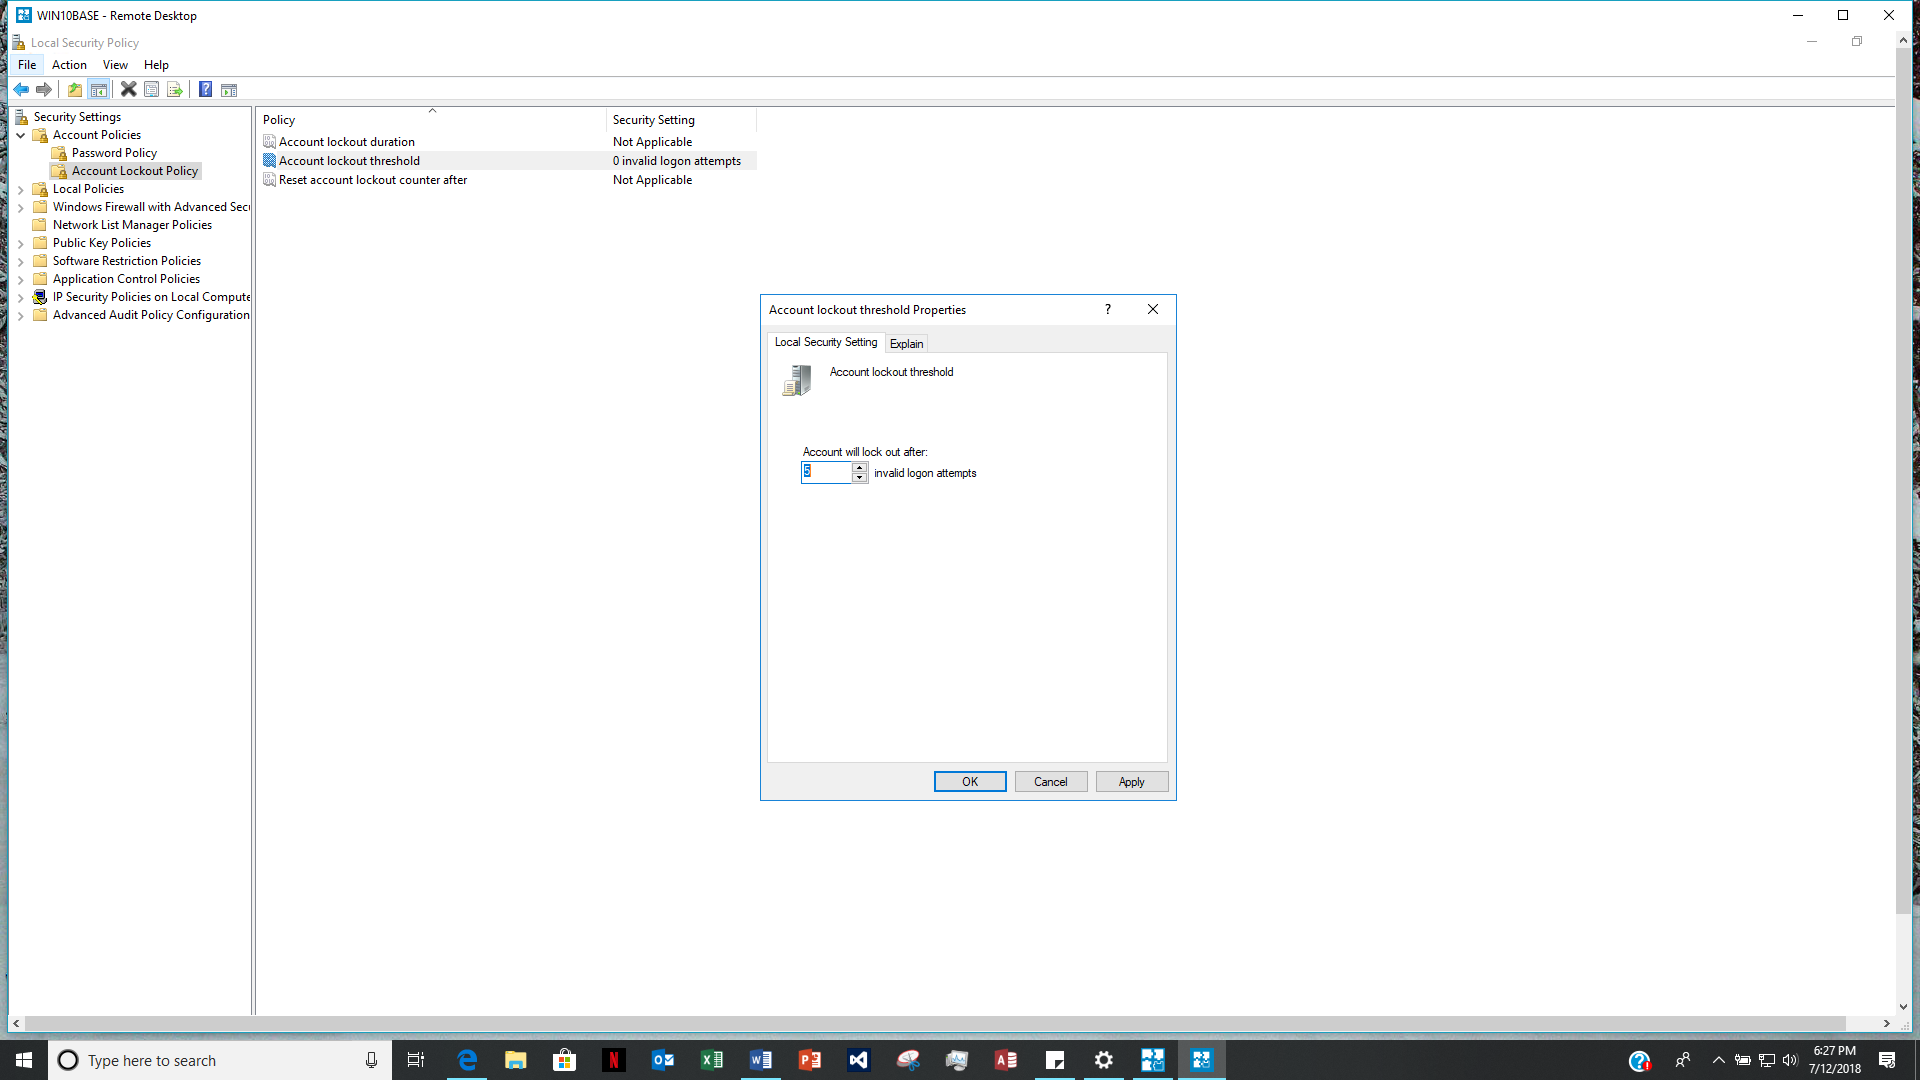 WIN10BASE - Remote Desktop
Local Security Policy
File Action View Help
Security Settings
Account Policies
Password Policy
Account Lockout Policy
Local Policies
Windows Firewall with Advanced Secu
Network List Manager Policies
Public Key Policies
Software Restriction Policies
Application Control Policies
IP Security Policies on Local Compute
Advanced Audit Policy Configuration
Policy Security Setting
Account lockout duration Not Applicable
Account lockout threshold 0 invalid logon attempts
Reset account lockout counter after Not Applicable
Account lockout threshold Properties
Local Security Setting Explain
Account lockout threshold
Account will lock out after:
5 invalid logon attempts
OK Cancel Apply
Type here to search
6:27 PM
7/12/2018